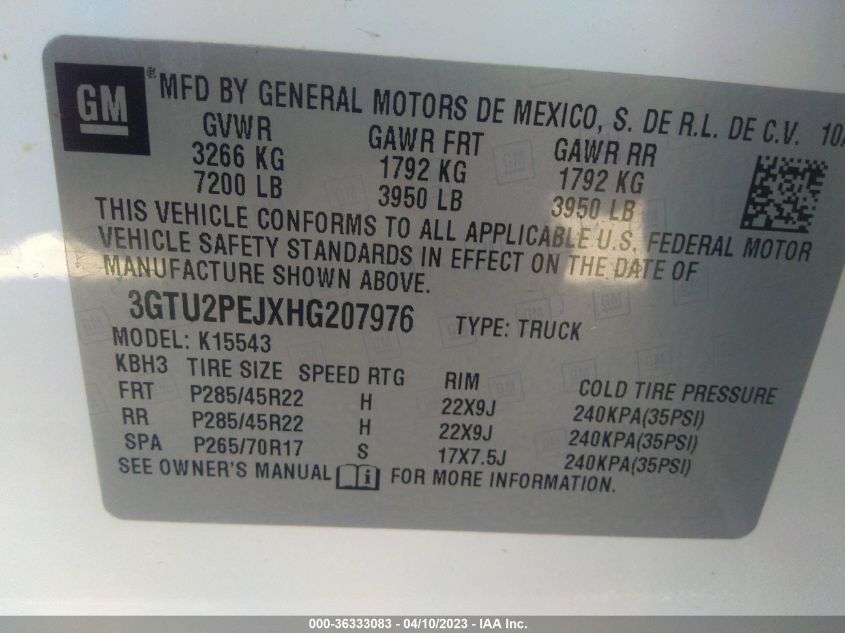 GM ® MFD BY GENERAL MOTORS DE MEXICO, S. DE R.L. DE C.V. 10/
GVWR GAWR FRT GAWR RR
3266 KG 1792 KG 1792 KG
7200 LB 3950 LB 3950 LB
THIS VEHICLE CONFORMS TO ALL APPLICABLE U.S. FEDERAL MOTOR
VEHICLE SAFETY STANDARDS IN EFFECT ON THE DATE OF
MANUFACTURE SHOWN ABOVE.
3GTU2PEJXHG207976 TYPE: TRUCK
MODEL: K15543
KBH3 TIRE SIZE SPEED RTG RIM COLD TIRE PRESSURE
FRT P285/45R22 H 22X9J 240KPA(35PSI)
RR P285/45R22 H 22X9J 240KPA(35PSI)
SPA P265/70R17 S 17X7.5J 240KPA(35PSI)
SEE OWNER'S MANUAL FOR MORE INFORMATION.
000-36333083 - 04/10/2023 - IAA Inc.